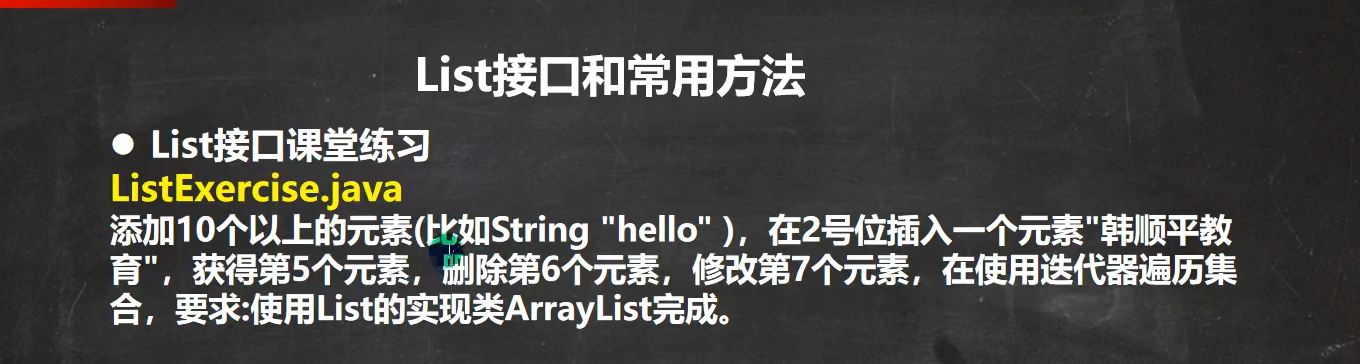 List接口和常用方法
● List接口课堂练习
ListExercise.java
添加10个以上的元素(比如String "hello" )，在2号位插入一个元素"韩顺平教
育"，获得第5个元素，删除第6个元素，修改第7个元素，在使用迭代器遍历集
合，要求:使用List的实现类ArrayList完成。